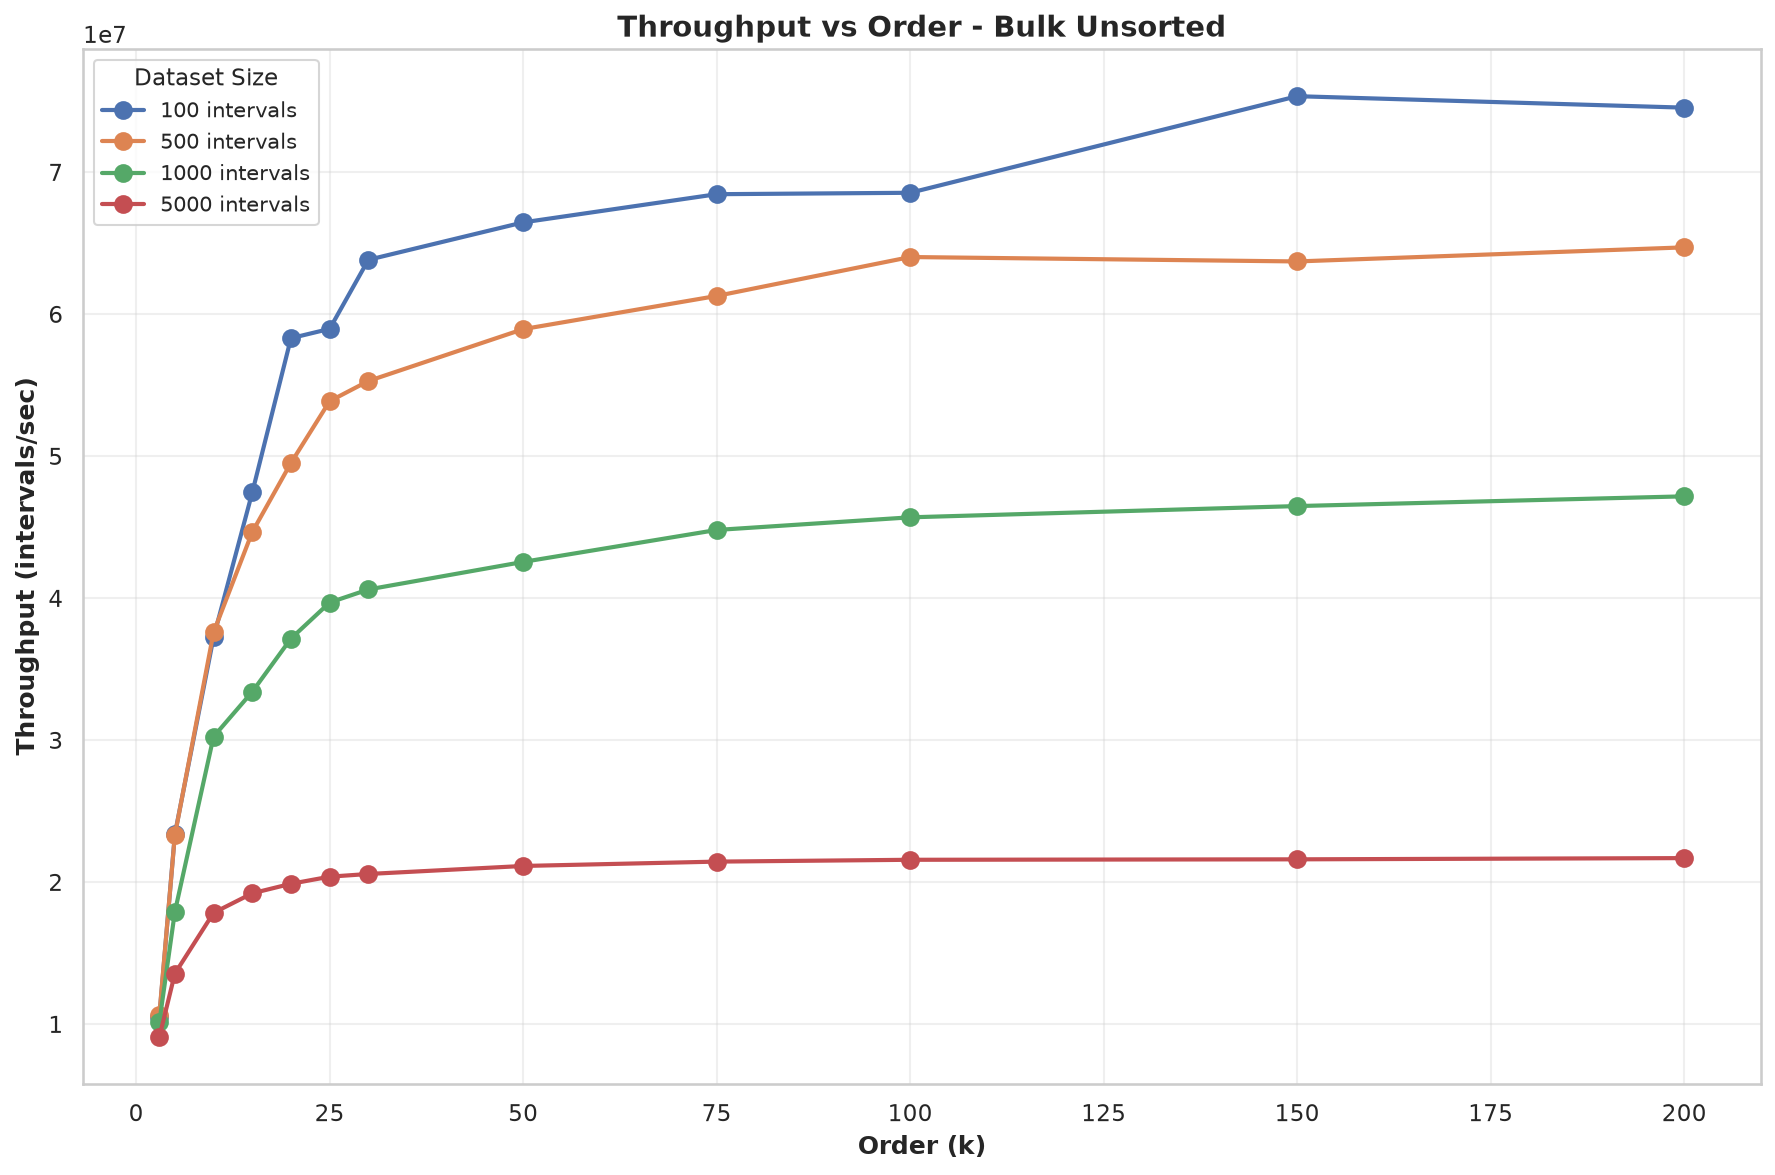 Throughput vs Order - Bulk Unsorted
1e7
Dataset Size
100 intervals
500 intervals
1000 intervals
5000 intervals
7
6
5
4
3
2
1
Throughput (intervals/sec)
0 25 50 75 100 125 150 175 200
Order (k)